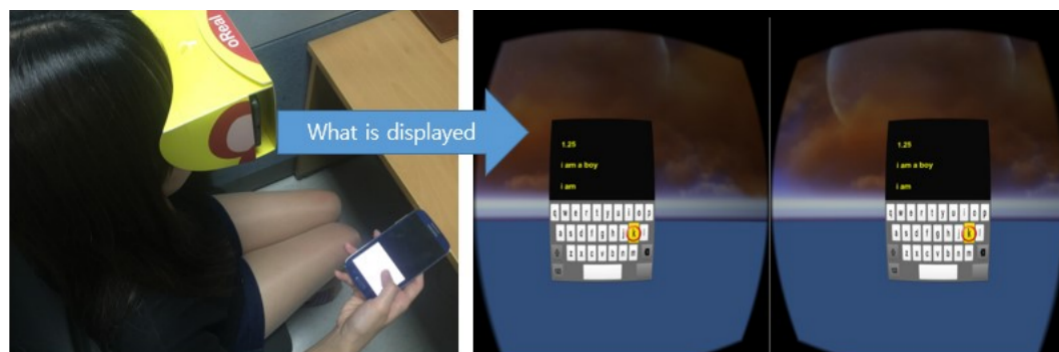 oReal
What is displayed
1.25
i am a boy
i am
q w e r t y u i o p
a s d f g h j k l
z x c v b n m
1.25
i am a boy
i am
q w e r t y u i o p
a s d f g h j k l
z x c v b n m